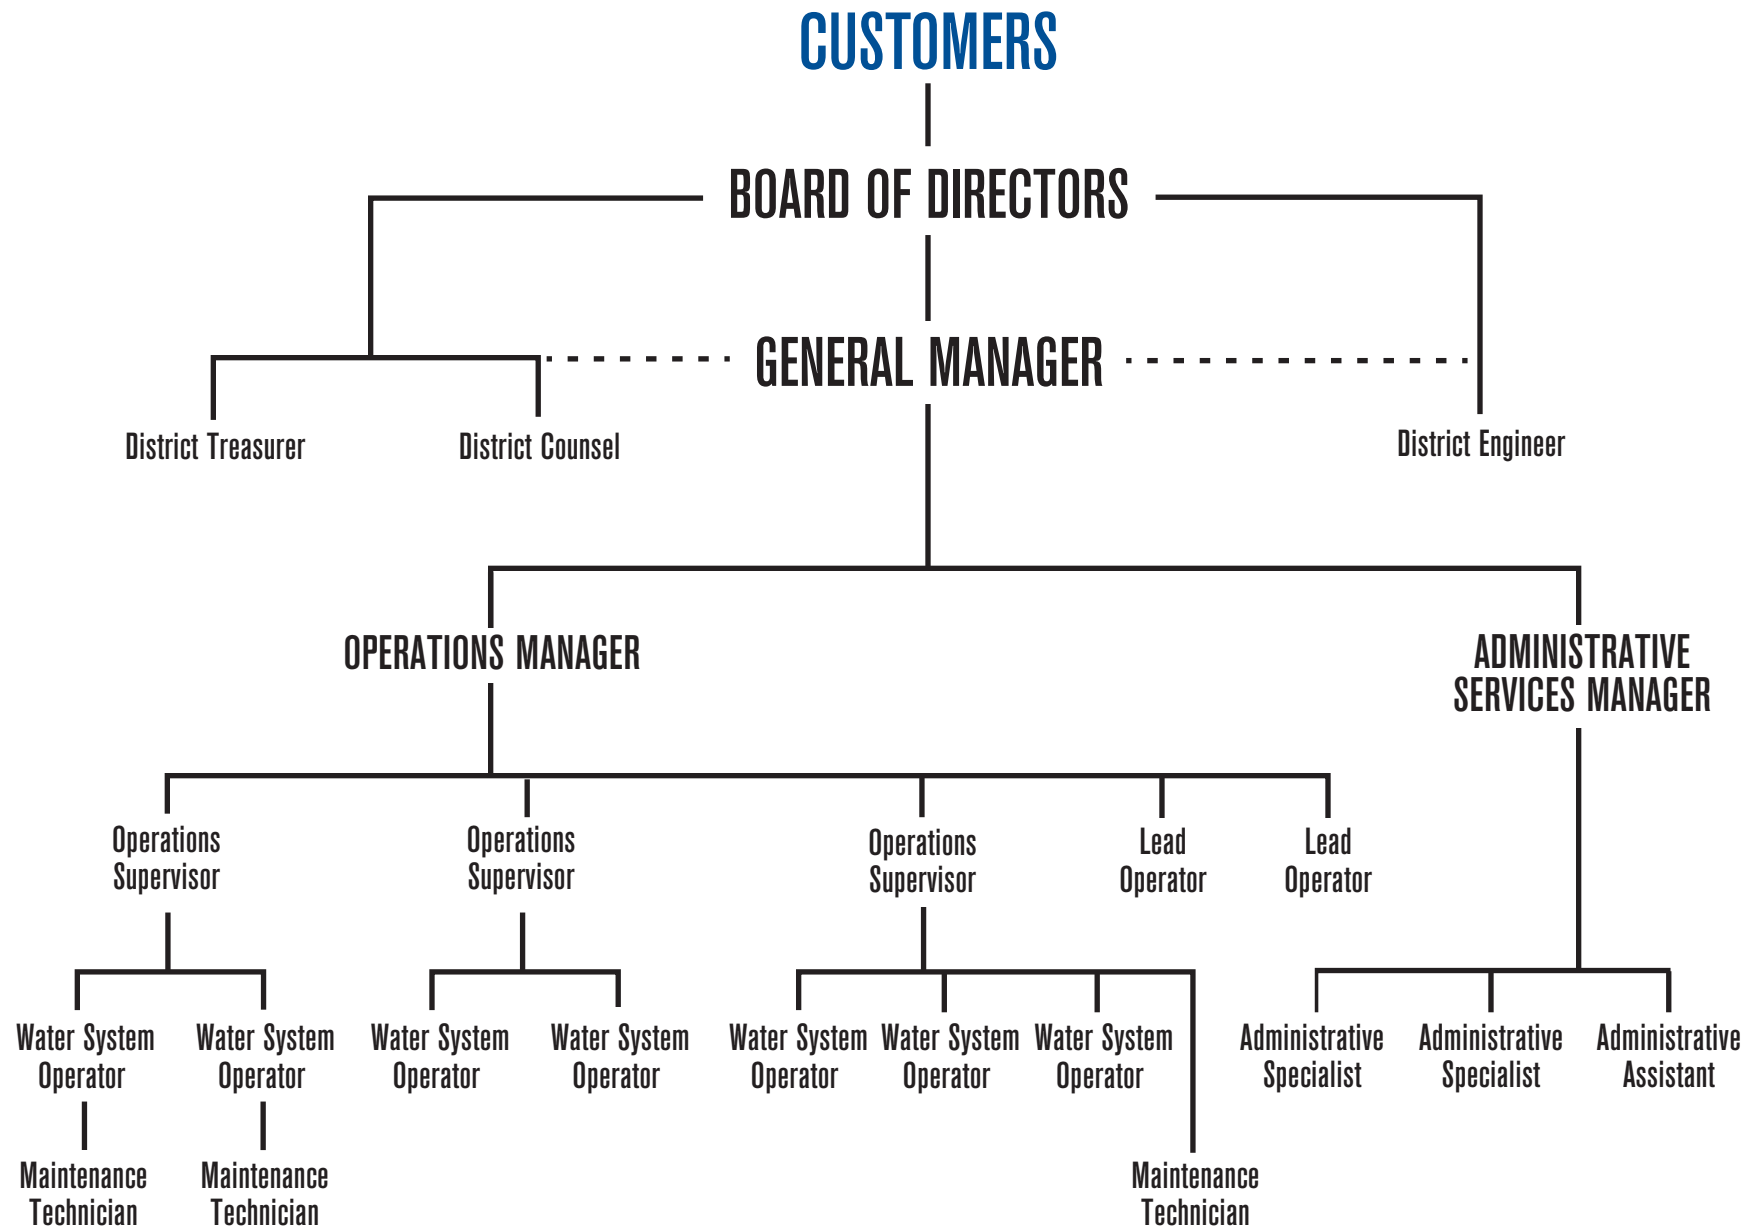 CUSTOMERS
BOARD OF DIRECTORS
GENERAL MANAGER
District Treasurer
District Counsel
District Engineer
OPERATIONS MANAGER
ADMINISTRATIVE
SERVICES MANAGER
Operations
Supervisor
Operations
Supervisor
Operations
Supervisor
Lead
Operator
Lead
Operator
Water System
Operator
Water System
Operator
Water System
Operator
Water System
Operator
Water System
Operator
Water System
Operator
Water System
Operator
Administrative
Specialist
Administrative
Specialist
Administrative
Assistant
Maintenance
Technician
Maintenance
Technician
Maintenance
Technician